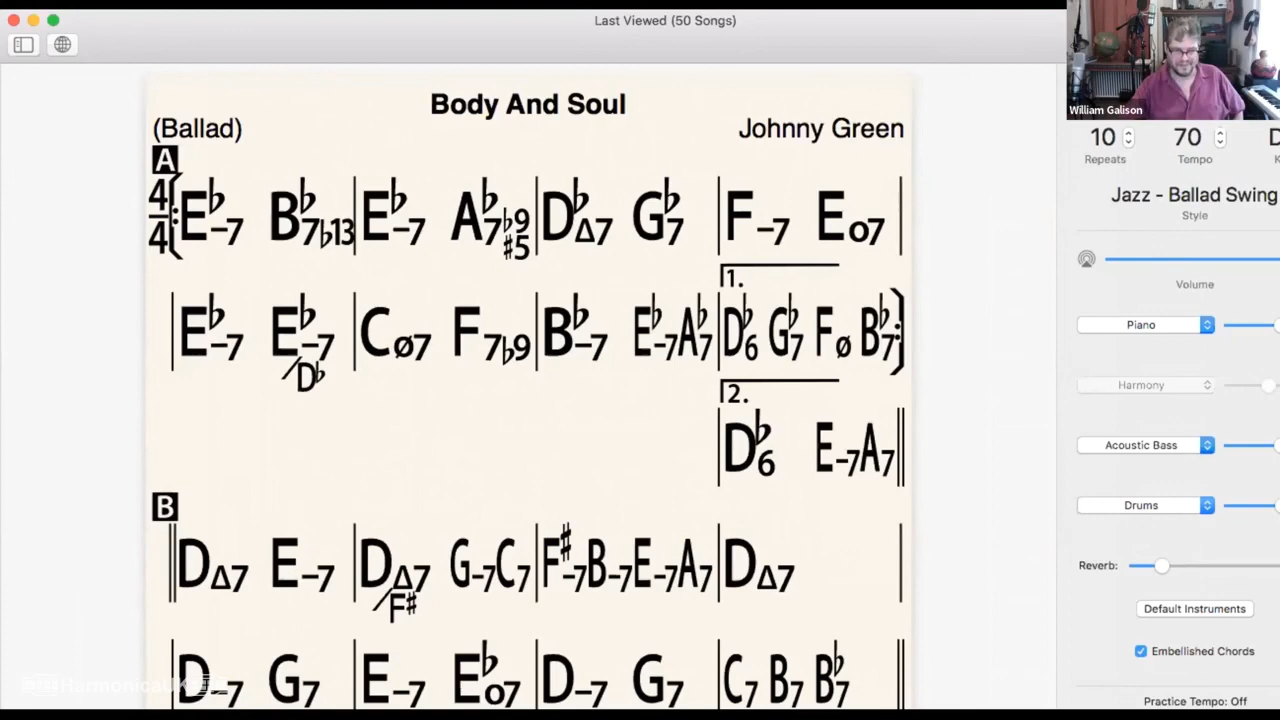 Last Viewed (50 Songs)
William Galison
Body And Soul
(Ballad)
Johnny Green
A
4/4 E♭-7 B♭7♭13 | E♭-7 A♭7♭9♯5 | D♭Δ7 G♭7 | F-7 Eo7
1.
E♭-7 E♭-7/D♭ | Cø7 F7♭9 | B♭-7 E♭-7 A♭7 | D♭6 G♭7 Fø B♭7
2.
D♭6 E-7 A7
B
DΔ7 E-7 | DΔ7/F♯ G-7 C7 | F♯-7 B-7 E-7 A7 | DΔ7
D-7 G7 | E-7 E♭o7 | D-7 G7 | C7 B7 B♭7
10
Repeats
70
Tempo
Jazz - Ballad Swing
Style
Volume
Piano
Harmony
Acoustic Bass
Drums
Reverb:
Default Instruments
Embellished Chords
Practice Tempo: Off
HarmonicaUK